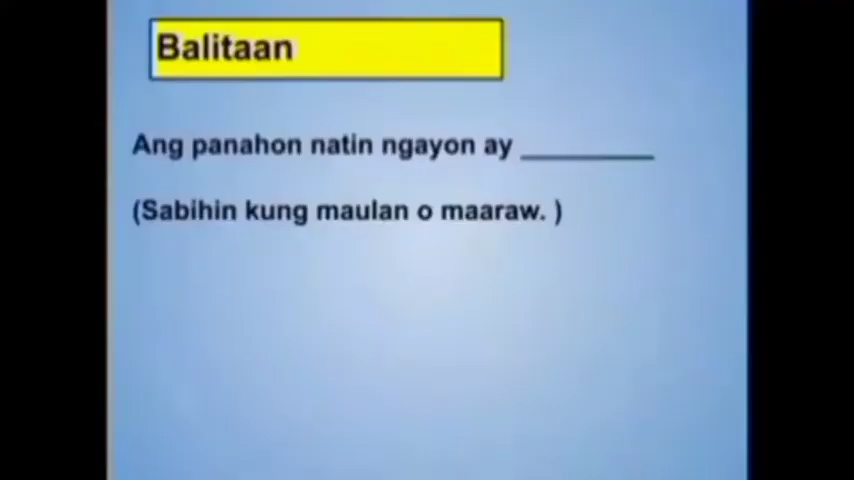 Balitaan
Ang panahon natin ngayon ay __________
(Sabihin kung maulan o maaraw. )